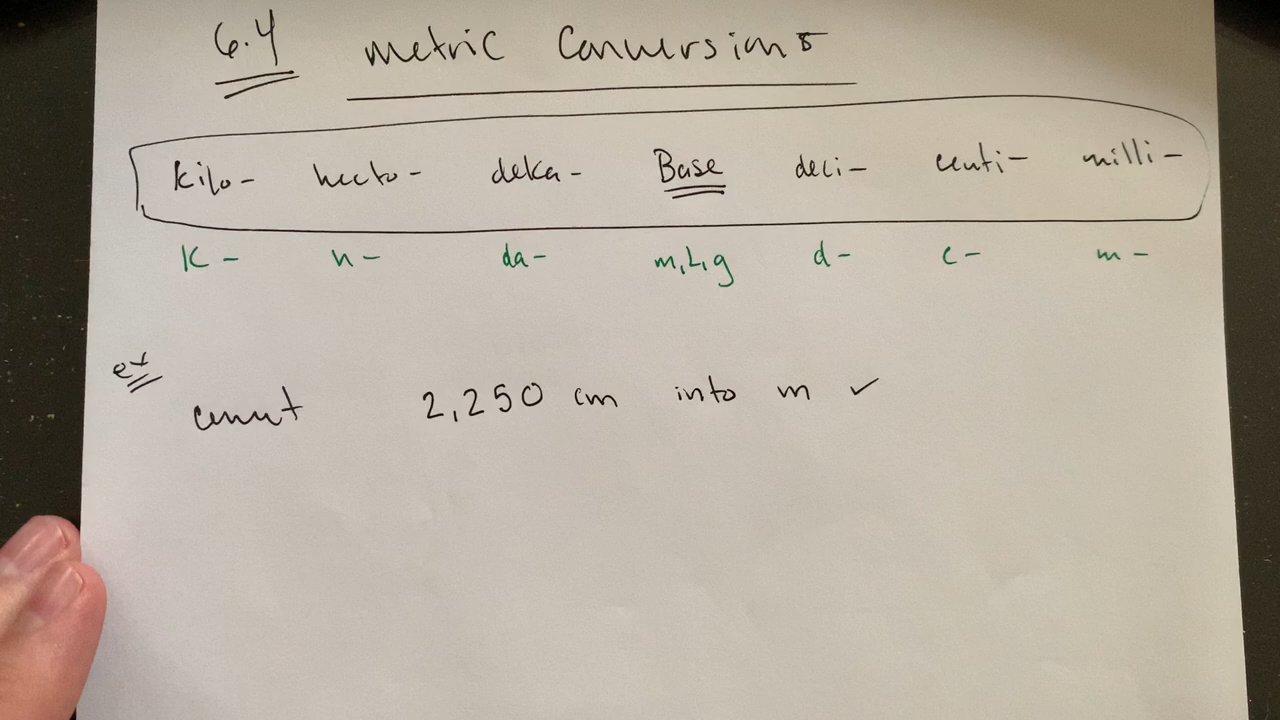 6.4 metric Conversions
kilo- hecto- deka- Base deci- centi- milli-
K- h- da- m, L, g d- c- m-
ex
convert 2,250 cm into m ✓